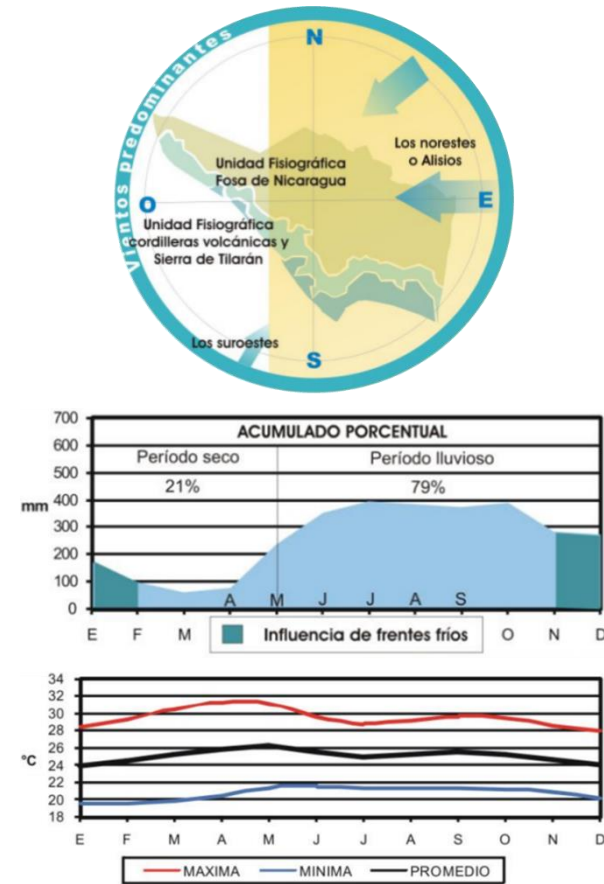 Vientos predominantes
N
Los norestes
o Alisios
Unidad Fisiográfica
Fosa de Nicaragua
O
E
Unidad Fisiográfica
cordilleras volcánicas y
Sierra de Tilarán
Los suroestes
S
700
ACUMULADO PORCENTUAL
600
Período seco
Período lluvioso
500
21%
79%
mm
400
300
200
100
0
A M J J A S
E F M O N D
Influencia de frentes fríos
34
32
30
28
26
°C
24
22
20
18
E F M A M J J A S O N D
MAXIMA MINIMA PROMEDIO